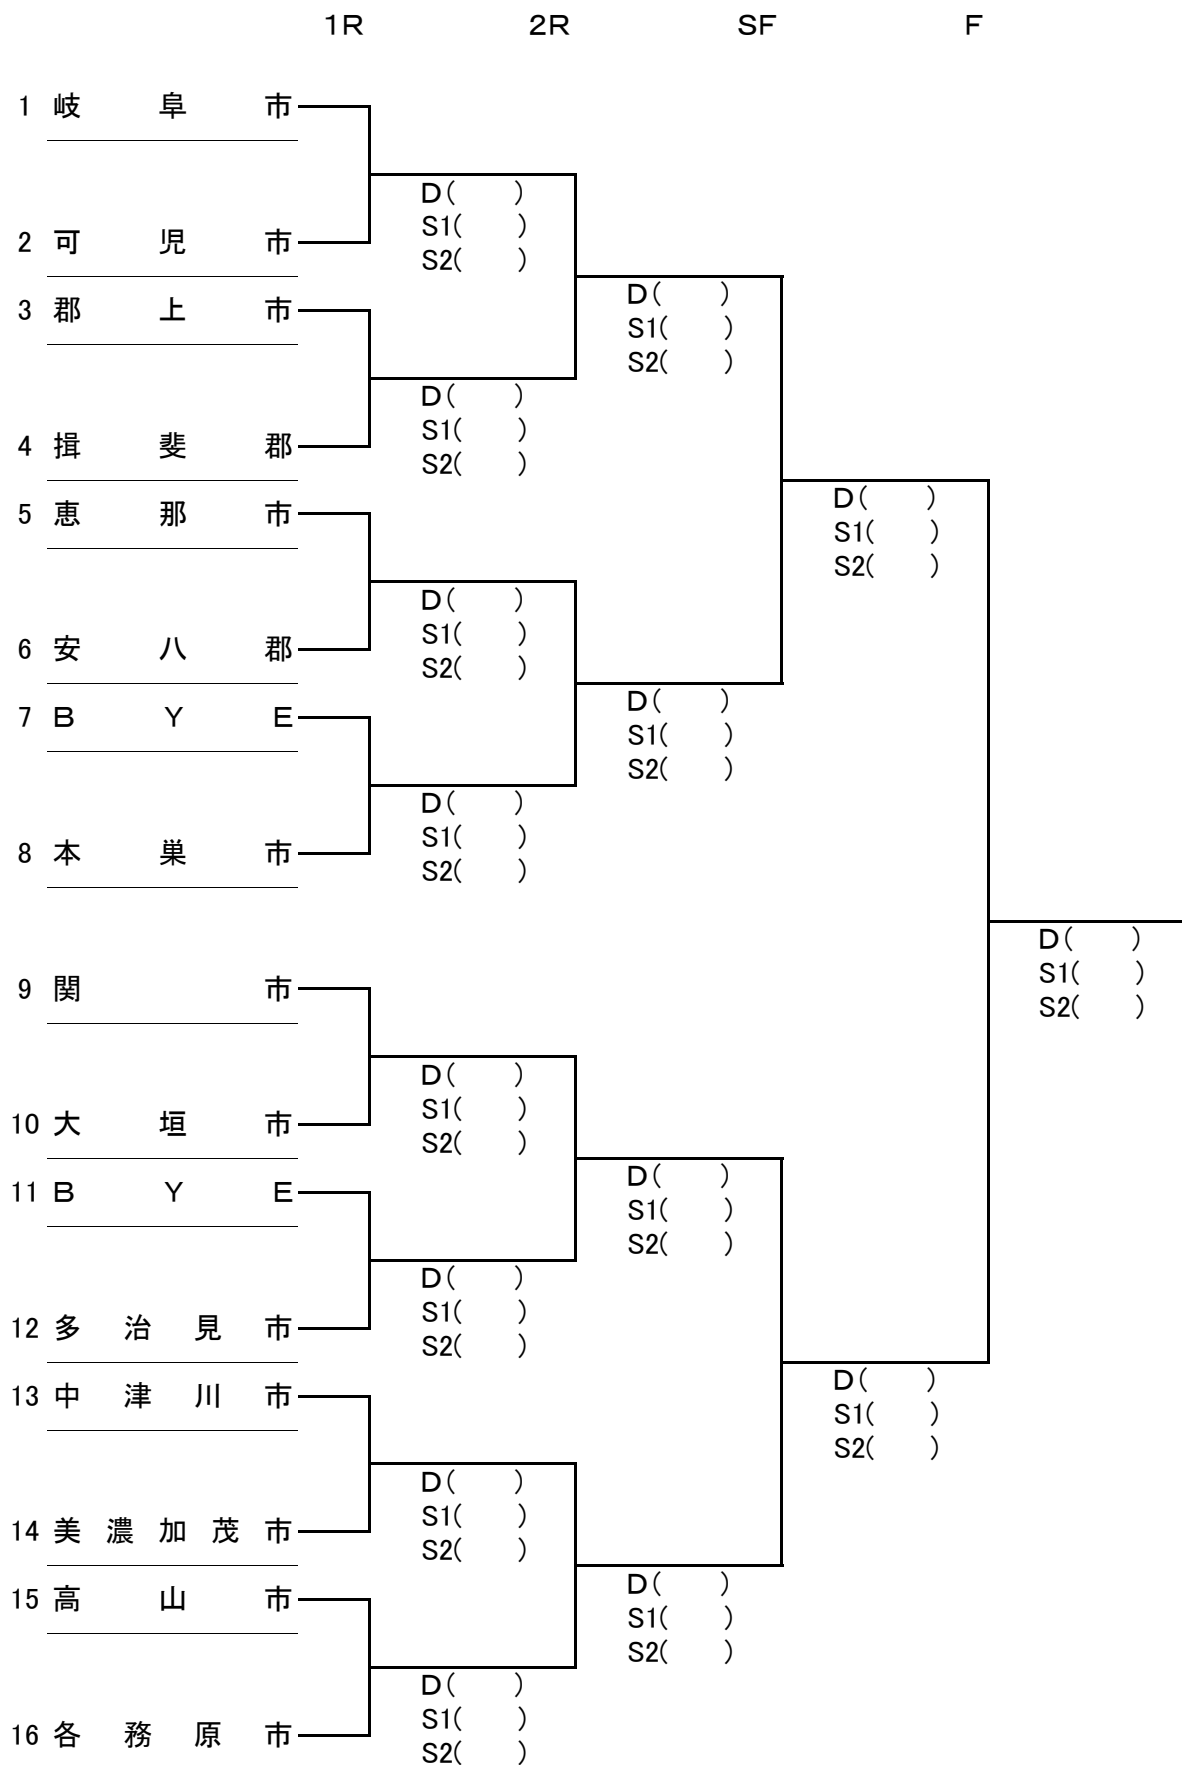 1R 2R SF F
1 岐阜市
D( )
S1( )
2 可児市
S2( )
3 郡上市
D( )
S1( )
S2( )
D( )
S1( )
4 揖斐郡
S2( )
D( )
5 恵那市
S1( )
S2( )
D( )
S1( )
6 安八郡
S2( )
D( )
7 BYE
S1( )
S2( )
D( )
S1( )
8 本巣市
S2( )
D( )
S1( )
9 関市
S2( )
D( )
S1( )
10 大垣市
S2( )
D( )
11 BYE
S1( )
S2( )
D( )
S1( )
12 多治見市
S2( )
D( )
13 中津川市
S1( )
S2( )
D( )
S1( )
14 美濃加茂市
S2( )
D( )
15 高山市
S1( )
S2( )
D( )
S1( )
16 各務原市
S2( )